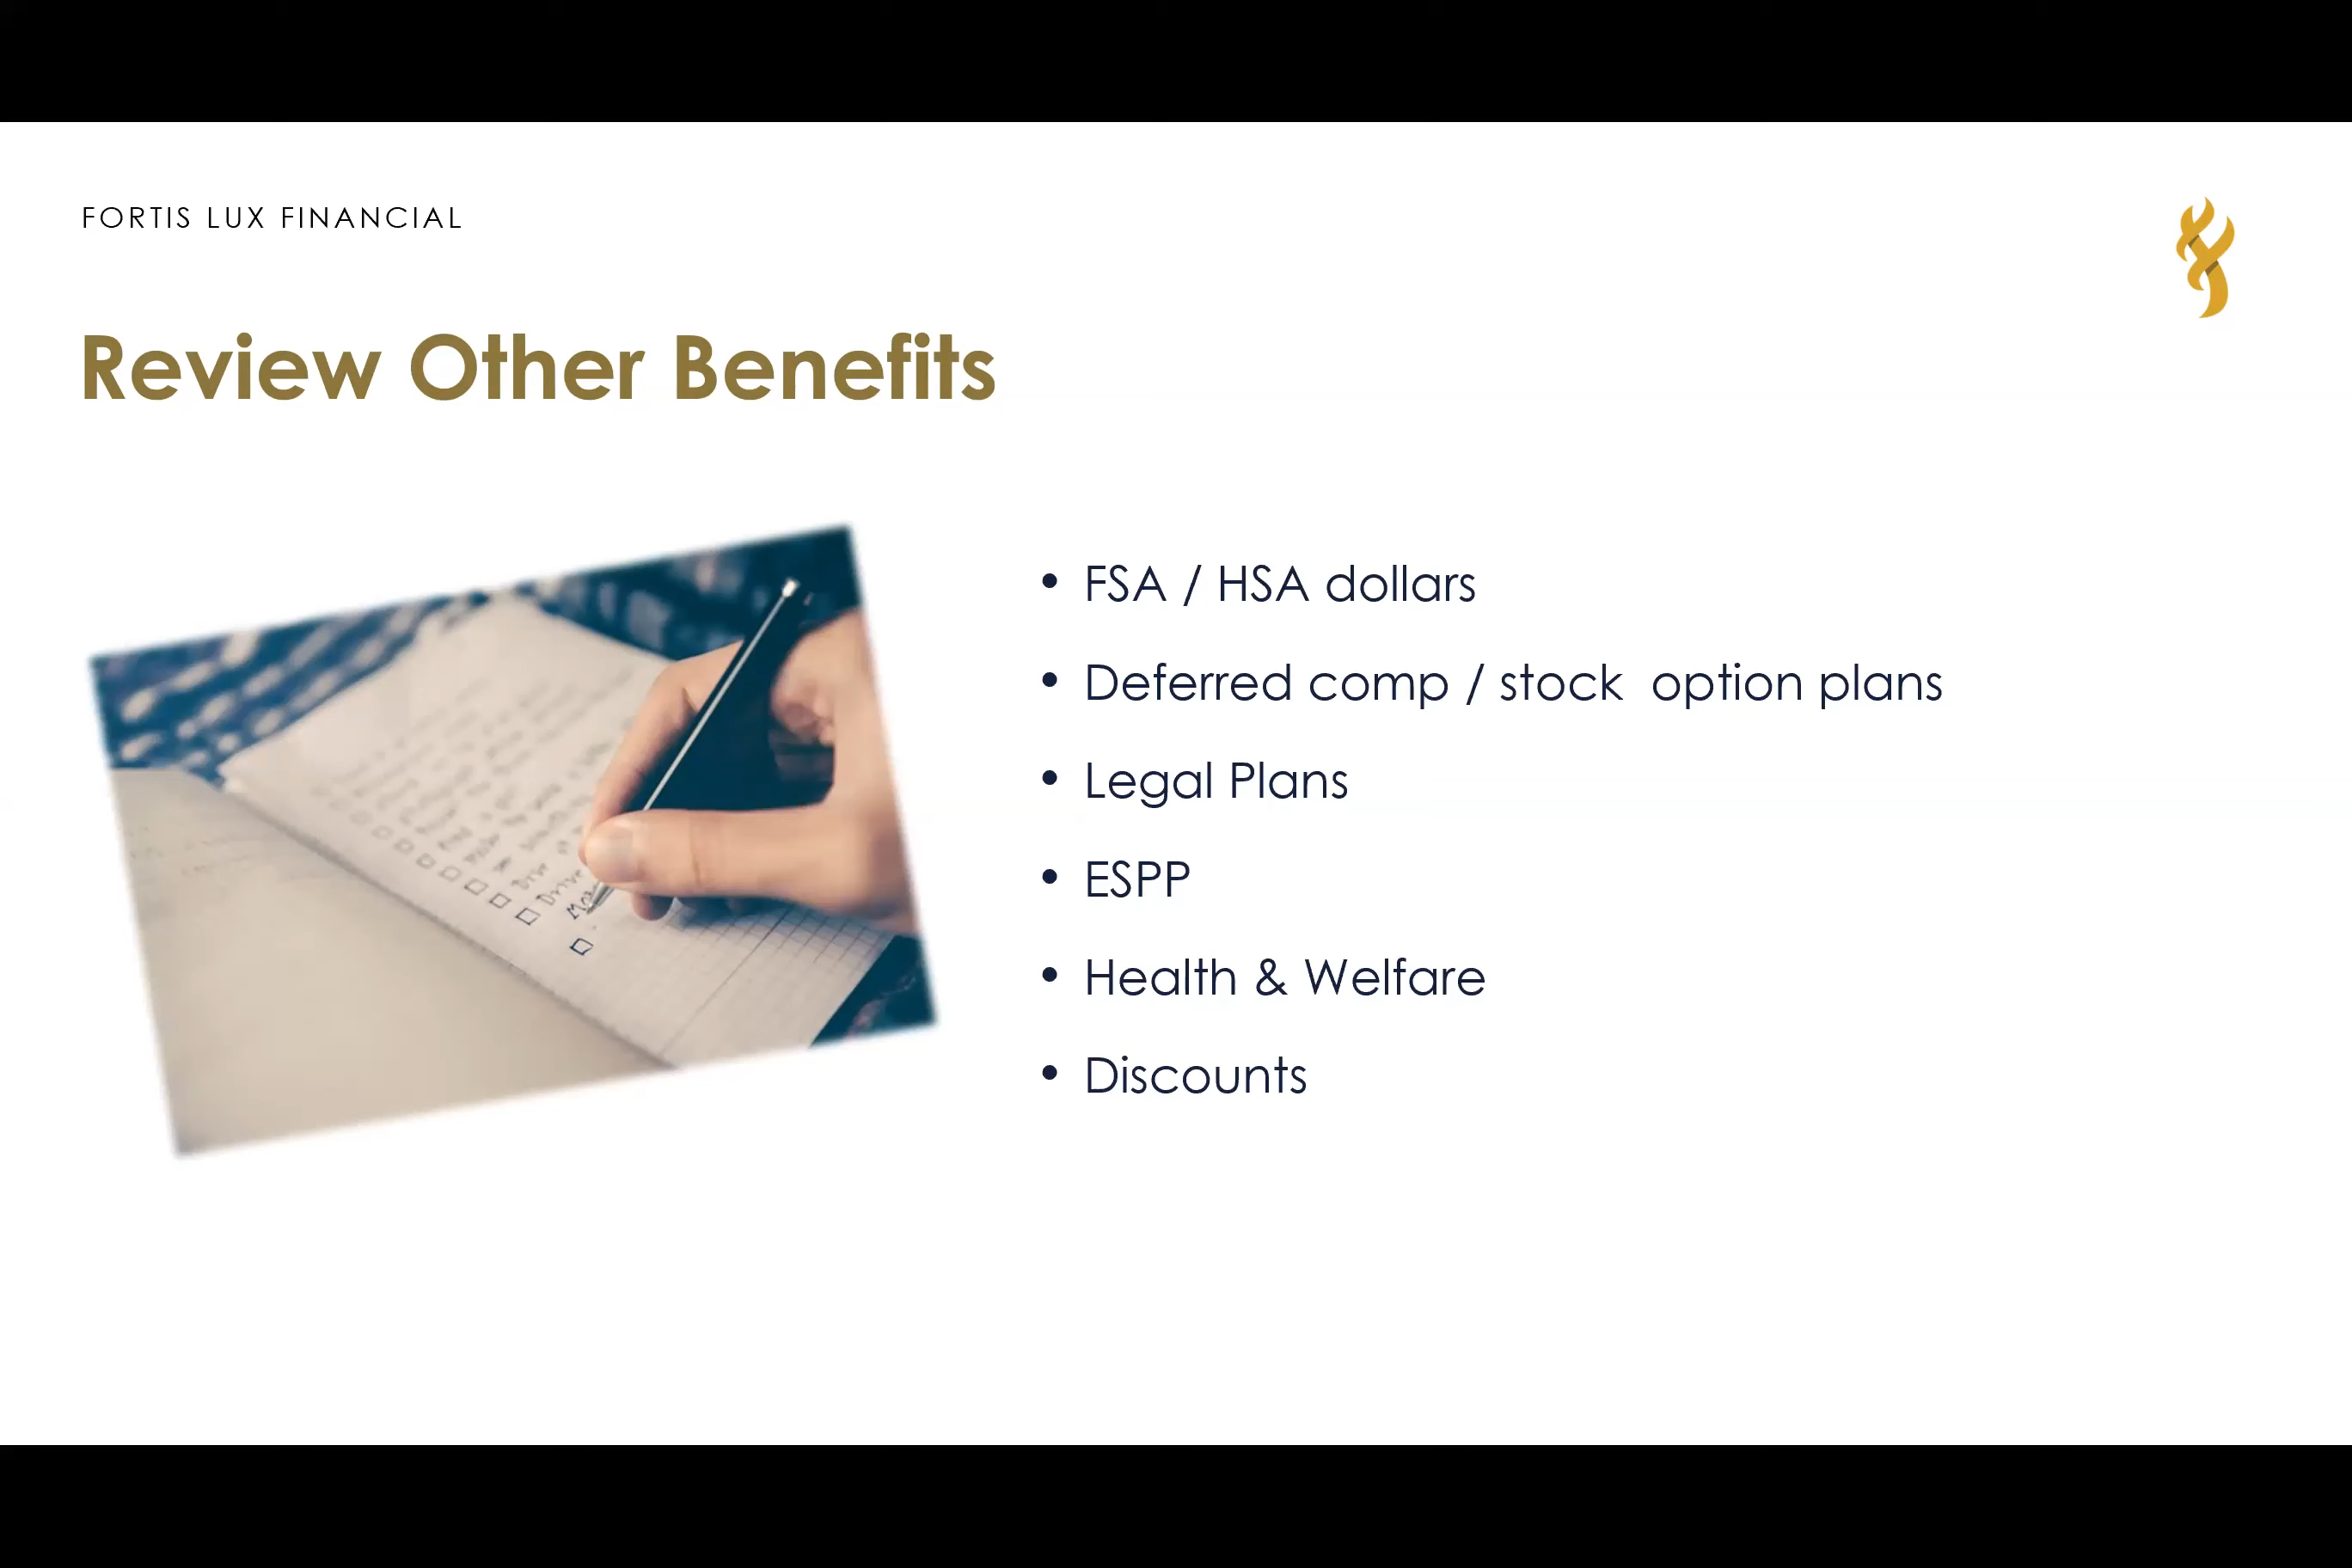 FORTIS LUX FINANCIAL
Review Other Benefits
• FSA / HSA dollars
• Deferred comp / stock  option plans
• Legal Plans
• ESPP
• Health & Welfare
• Discounts